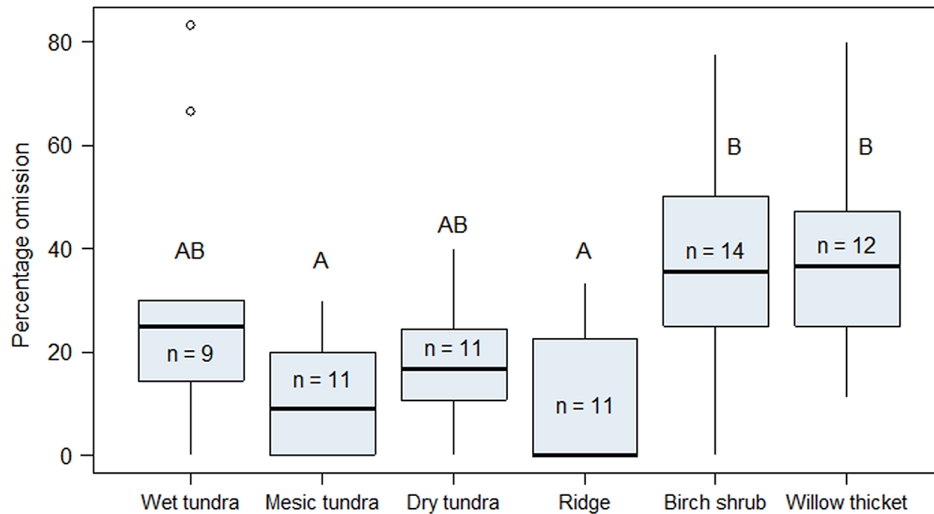 Percentage omission
80
60
40
20
0
AB
A
AB
A
B
B
n = 9
n = 11
n = 11
n = 11
n = 14
n = 12
Wet tundra
Mesic tundra
Dry tundra
Ridge
Birch shrub
Willow thicket